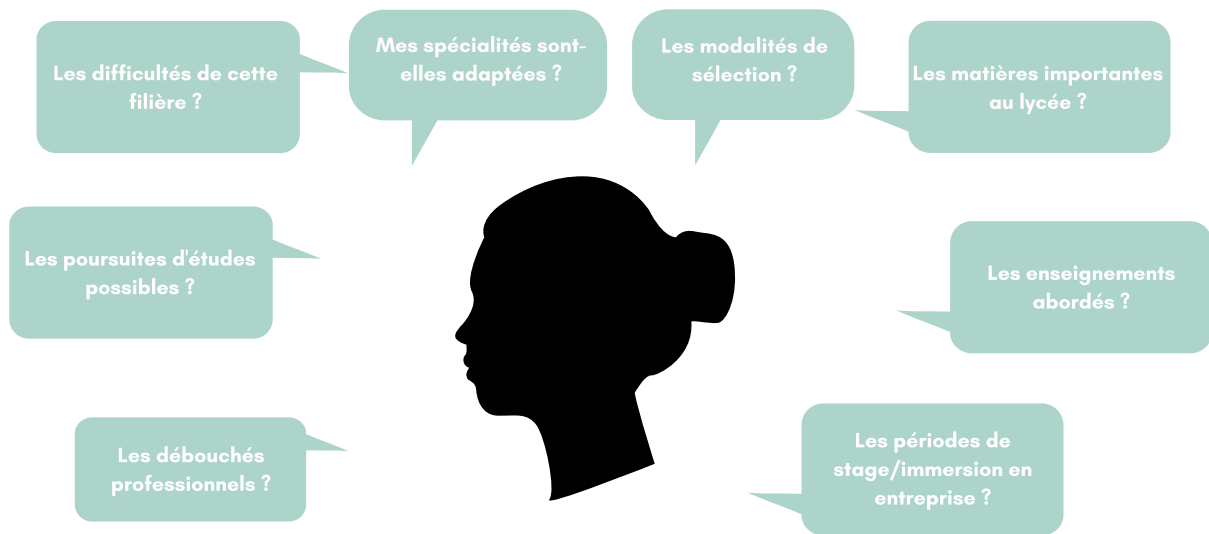 Les difficultés de cette
filière ?
Mes spécialités sont-
elles adaptées ?
Les modalités de
sélection ?
Les matières importantes
au lycée ?
Les poursuites d'études
possibles ?
Les enseignements
abordés ?
Les débouchés
professionnels ?
Les périodes de
stage/immersion en
entreprise ?